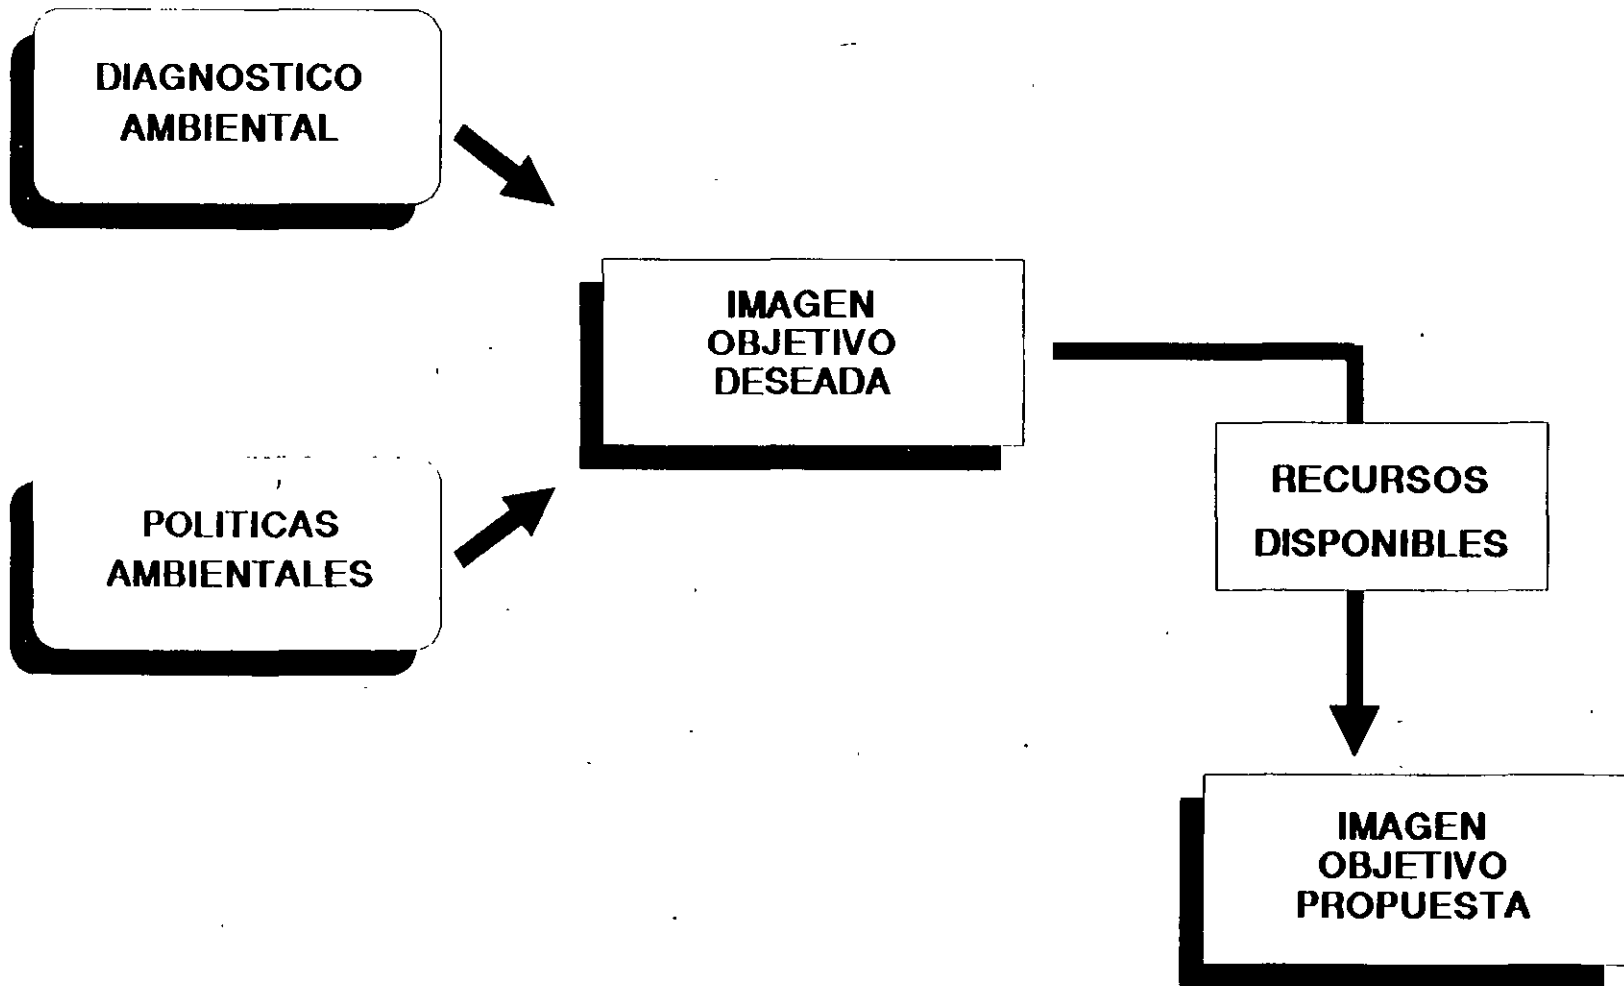 DIAGNOSTICO
AMBIENTAL
IMAGEN
OBJETIVO
DESEADA
POLITICAS
AMBIENTALES
RECURSOS
DISPONIBLES
IMAGEN
OBJETIVO
PROPUESTA